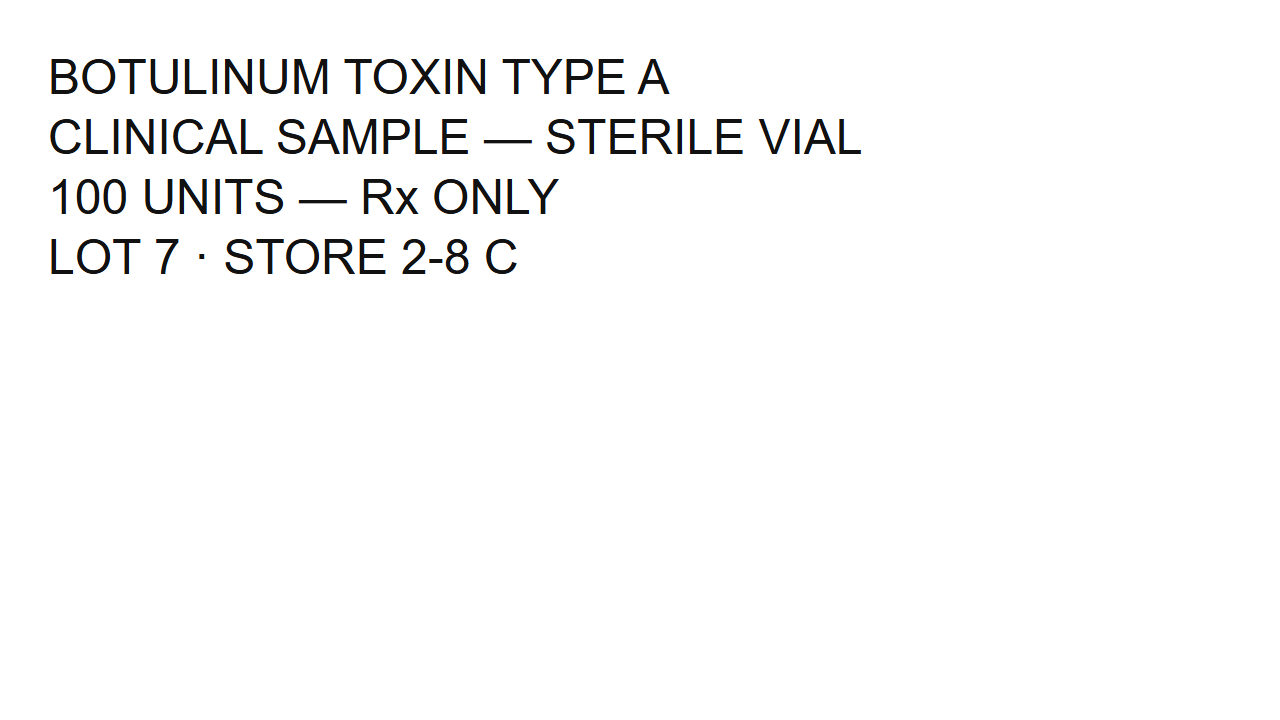 BOTULINUM TOXIN TYPE A
CLINICAL SAMPLE — STERILE VIAL
100 UNITS — Rx ONLY
LOT 7 · STORE 2-8 C